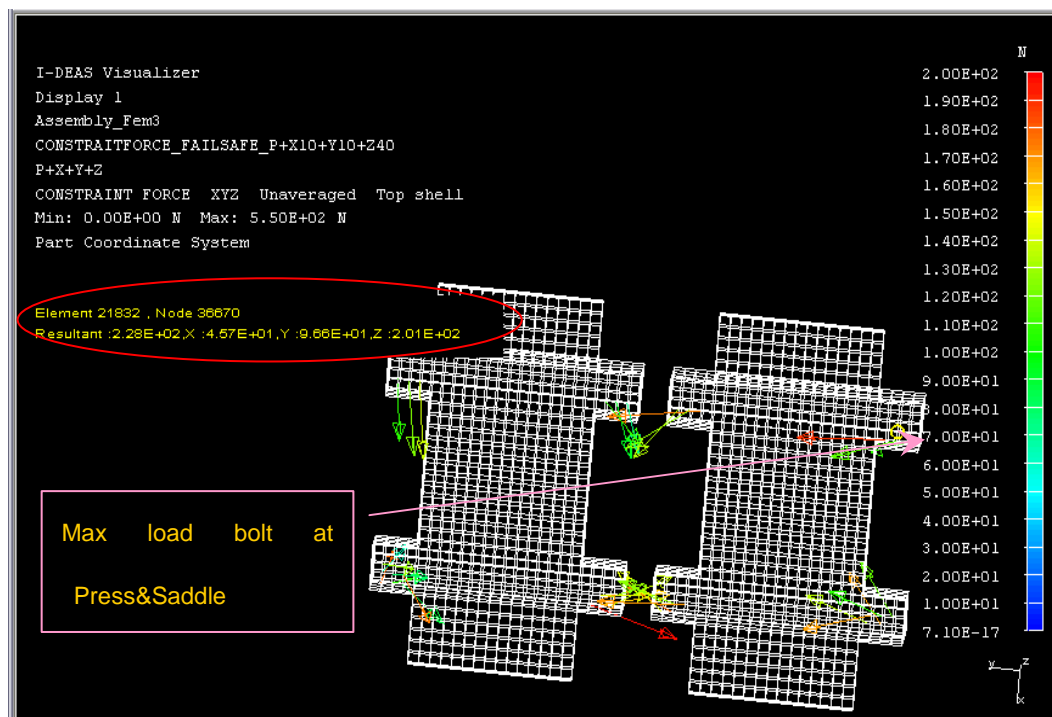 I-DEAS Visualizer
Display 1
Assembly_Fem3
CONSTRAITFORCE_FAILSAFE_P+X10+Y10+Z40
P+X+Y+Z
CONSTRAINT FORCE XYZ Unaveraged Top shell
Min: 0.00E+00 N Max: 5.50E+02 N
Part Coordinate System
Element 21832 , Node 36670
Resultant :2.28E+02,X :4.57E+01,Y :9.66E+01,Z :2.01E+02
Max load bolt at
Press&Saddle
N
2.00E+02
1.90E+02
1.80E+02
1.70E+02
1.60E+02
1.50E+02
1.40E+02
1.30E+02
1.20E+02
1.10E+02
1.00E+02
9.00E+01
8.00E+01
7.00E+01
6.00E+01
5.00E+01
4.00E+01
3.00E+01
2.00E+01
1.00E+01
7.10E-17
y z
x